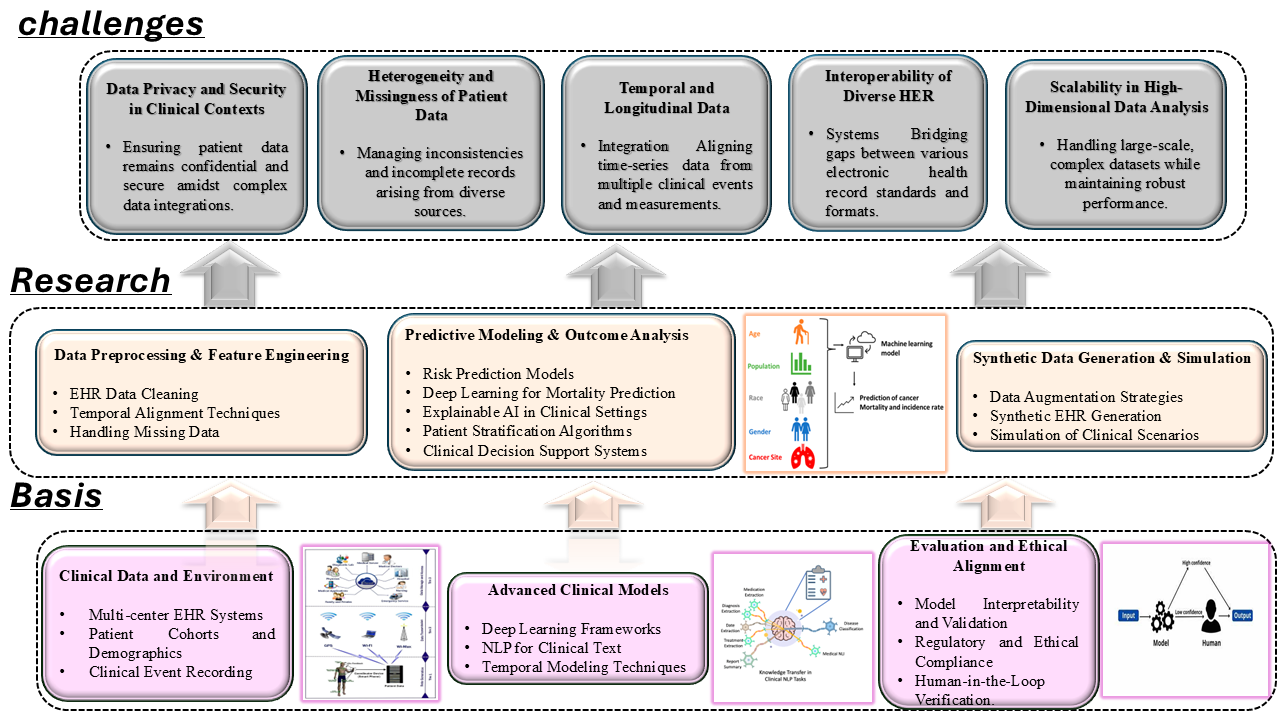 challenges
Data Privacy and Security
in Clinical Contexts
• Ensuring patient data
remains confidential and
secure amidst complex
data integrations.
Heterogeneity and
Missingness of Patient
Data
• Managing inconsistencies
and incomplete records
arising from diverse
sources.
Temporal and
Longitudinal Data
• Integration Aligning
time-series data from
multiple clinical events
and measurements.
Interoperability of
Diverse HER
• Systems Bridging
gaps between various
electronic health
record standards and
formats.
Scalability in High-
Dimensional Data Analysis
• Handling large-scale,
complex datasets while
maintaining robust
performance.
Research
Data Preprocessing & Feature Engineering
• EHR Data Cleaning
• Temporal Alignment Techniques
• Handling Missing Data
Predictive Modeling & Outcome Analysis
• Risk Prediction Models
• Deep Learning for Mortality Prediction
• Explainable AI in Clinical Settings
• Patient Stratification Algorithms
• Clinical Decision Support Systems
Age
Population
Race
Gender
Cancer Site
Machine learning
model
Prediction of cancer
Mortality and incidence rate
Synthetic Data Generation & Simulation
• Data Augmentation Strategies
• Synthetic EHR Generation
• Simulation of Clinical Scenarios
Basis
Clinical Data and Environment
• Multi-center EHR Systems
• Patient Cohorts and
Demographics
• Clinical Event Recording
GPS
Wi-Fi
Wi-Max
Advanced Clinical Models
• Deep Learning Frameworks
• NLP for Clinical Text
• Temporal Modeling Techniques
Medication
Extraction
Diagnosis
Extraction
Date
Extraction
Treatment
Extraction
Report
Summary
Disease
Classification
Medical NLI
Knowledge Transfer in
Clinical NLP Tasks
Evaluation and Ethical
Alignment
• Model Interpretability
and Validation
• Regulatory and Ethical
Compliance
• Human-in-the-Loop
Verification.
High confidence
Input
Low confidence
Output
Model
Human